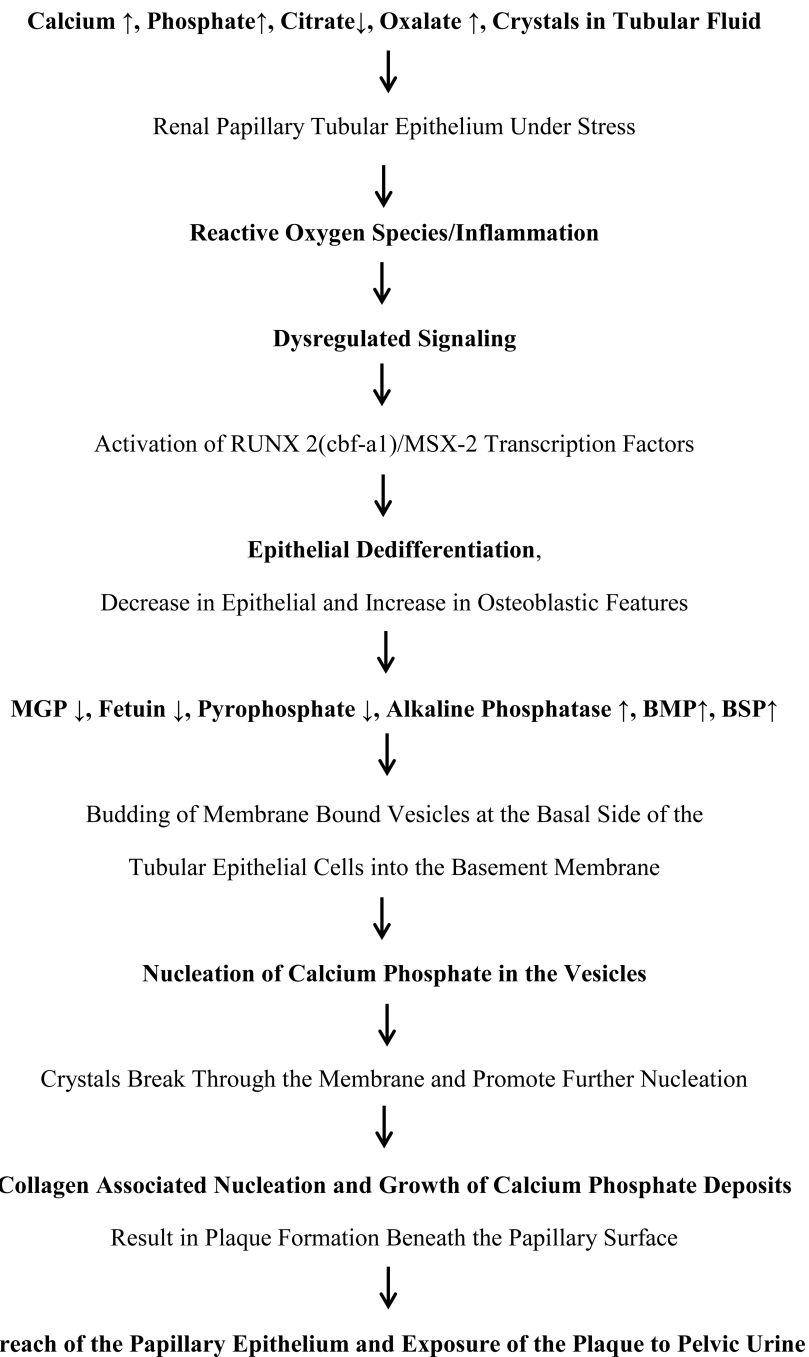 Calcium ↑, Phosphate↑, Citrate↓, Oxalate ↑, Crystals in Tubular Fluid
Renal Papillary Tubular Epithelium Under Stress
Reactive Oxygen Species/Inflammation
Dysregulated Signaling
Activation of RUNX 2(cbf-a1)/MSX-2 Transcription Factors
Epithelial Dedifferentiation,
Decrease in Epithelial and Increase in Osteoblastic Features
MGP ↓, Fetuin ↓, Pyrophosphate ↓, Alkaline Phosphatase ↑, BMP↑, BSP↑
Budding of Membrane Bound Vesicles at the Basal Side of the
Tubular Epithelial Cells into the Basement Membrane
Nucleation of Calcium Phosphate in the Vesicles
Crystals Break Through the Membrane and Promote Further Nucleation
Collagen Associated Nucleation and Growth of Calcium Phosphate Deposits
Result in Plaque Formation Beneath the Papillary Surface
reach of the Papillary Epithelium and Exposure of the Plaque to Pelvic Urine